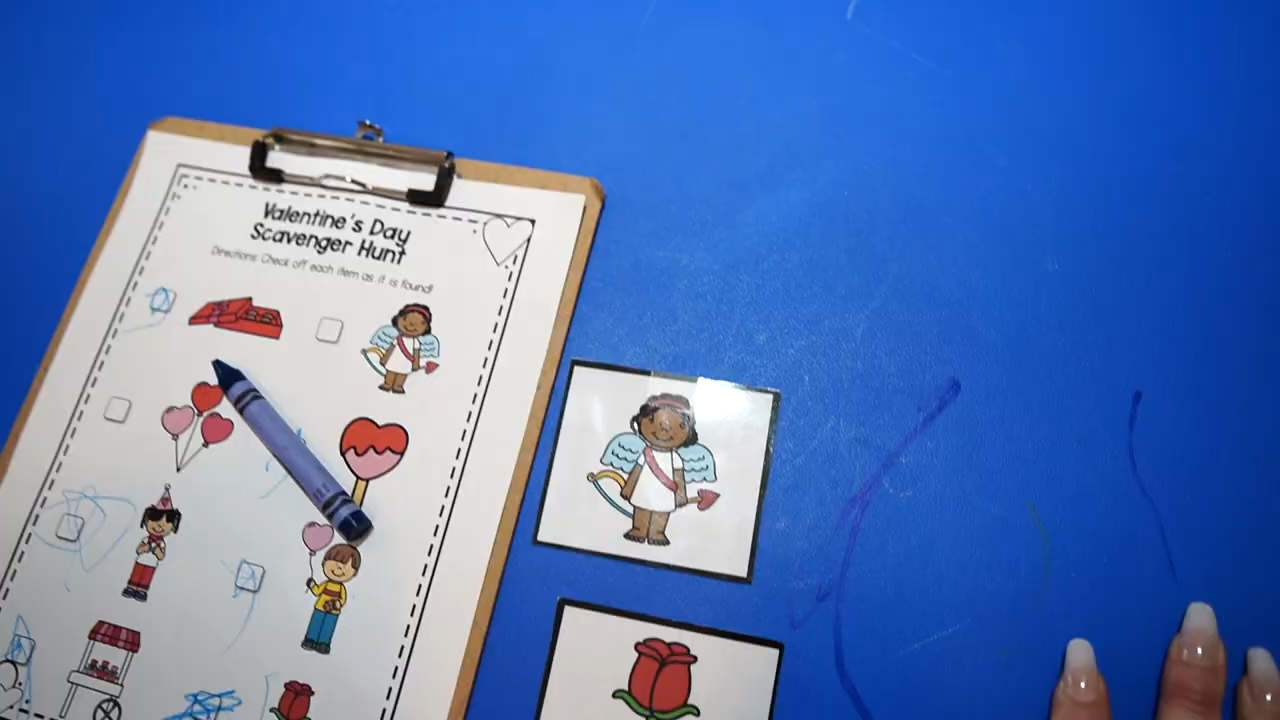 Valentine's Day
Scavenger Hunt
Directions: Check off each item as it is found!